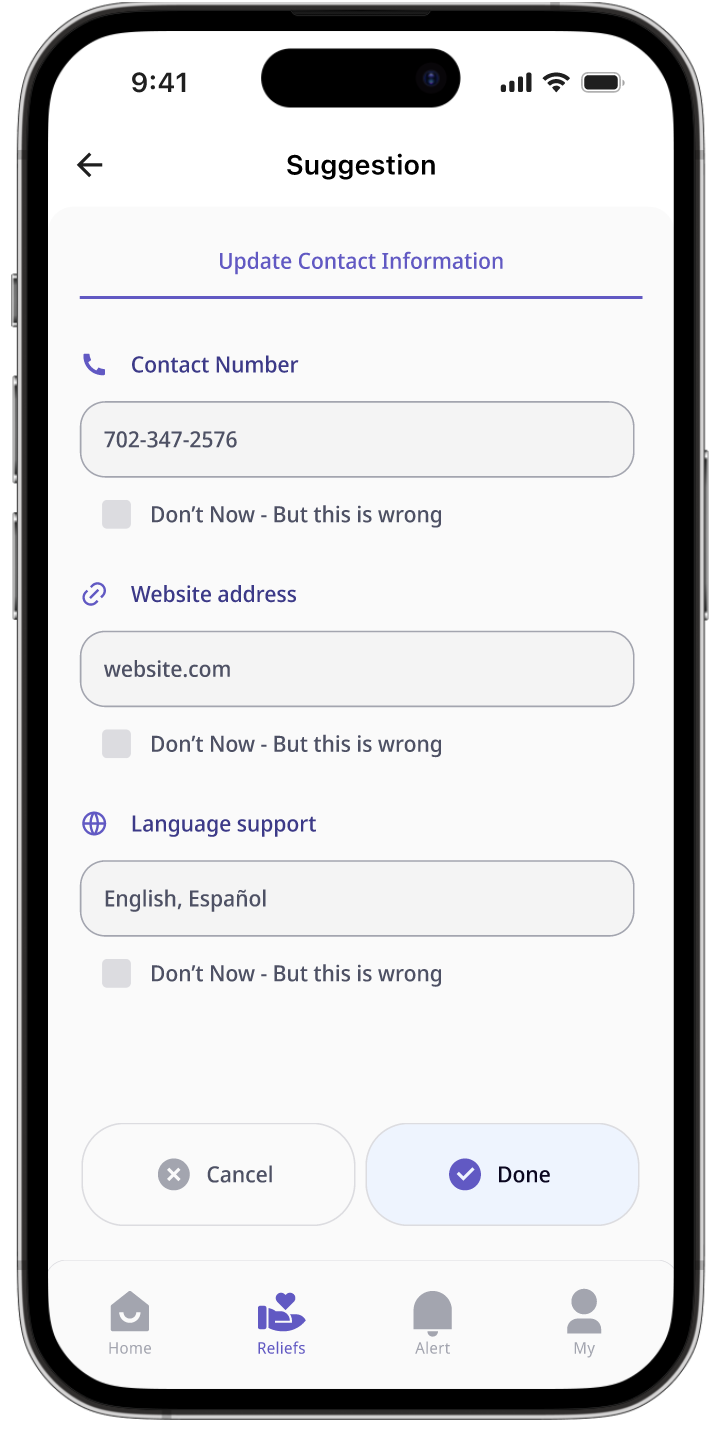 9:41
Suggestion
Update Contact Information
Contact Number
702-347-2576
Don’t Now - But this is wrong
Website address
website.com
Don’t Now - But this is wrong
Language support
English, Español
Don’t Now - But this is wrong
Cancel Done
Home Reliefs Alert My